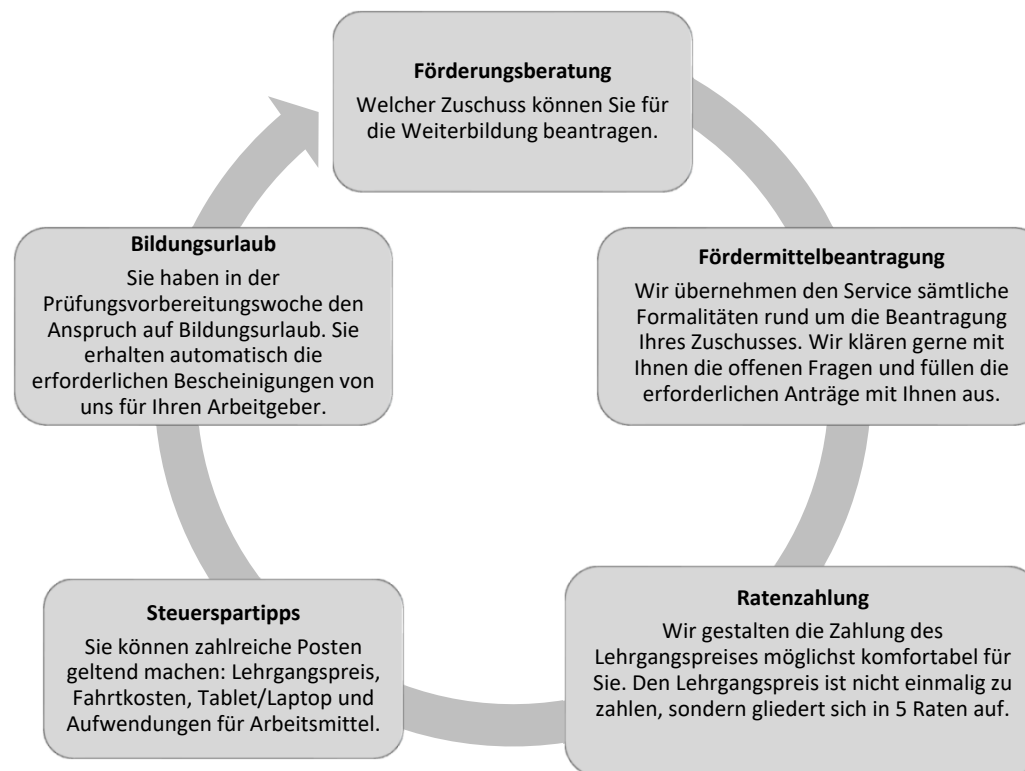 Förderungsberatung
Welcher Zuschuss können Sie für
die Weiterbildung beantragen.
Fördermittelbeantragung
Wir übernehmen den Service sämtliche
Formalitäten rund um die Beantragung
Ihres Zuschusses. Wir klären gerne mit
Ihnen die offenen Fragen und füllen die
erforderlichen Anträge mit Ihnen aus.
Ratenzahlung
Wir gestalten die Zahlung des
Lehrgangspreises möglichst komfortabel für
Sie. Den Lehrgangspreis ist nicht einmalig zu
zahlen, sondern gliedert sich in 5 Raten auf.
Steuerspartipps
Sie können zahlreiche Posten
geltend machen: Lehrgangspreis,
Fahrtkosten, Tablet/Laptop und
Aufwendungen für Arbeitsmittel.
Bildungsurlaub
Sie haben in der
Prüfungsvorbereitungswoche den
Anspruch auf Bildungsurlaub. Sie
erhalten automatisch die
erforderlichen Bescheinigungen von
uns für Ihren Arbeitgeber.